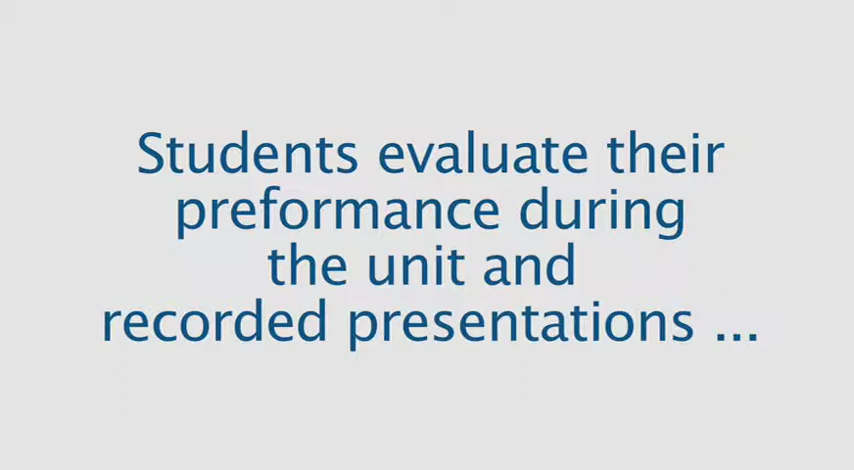 Students evaluate their
preformance during
the unit and
recorded presentations ...